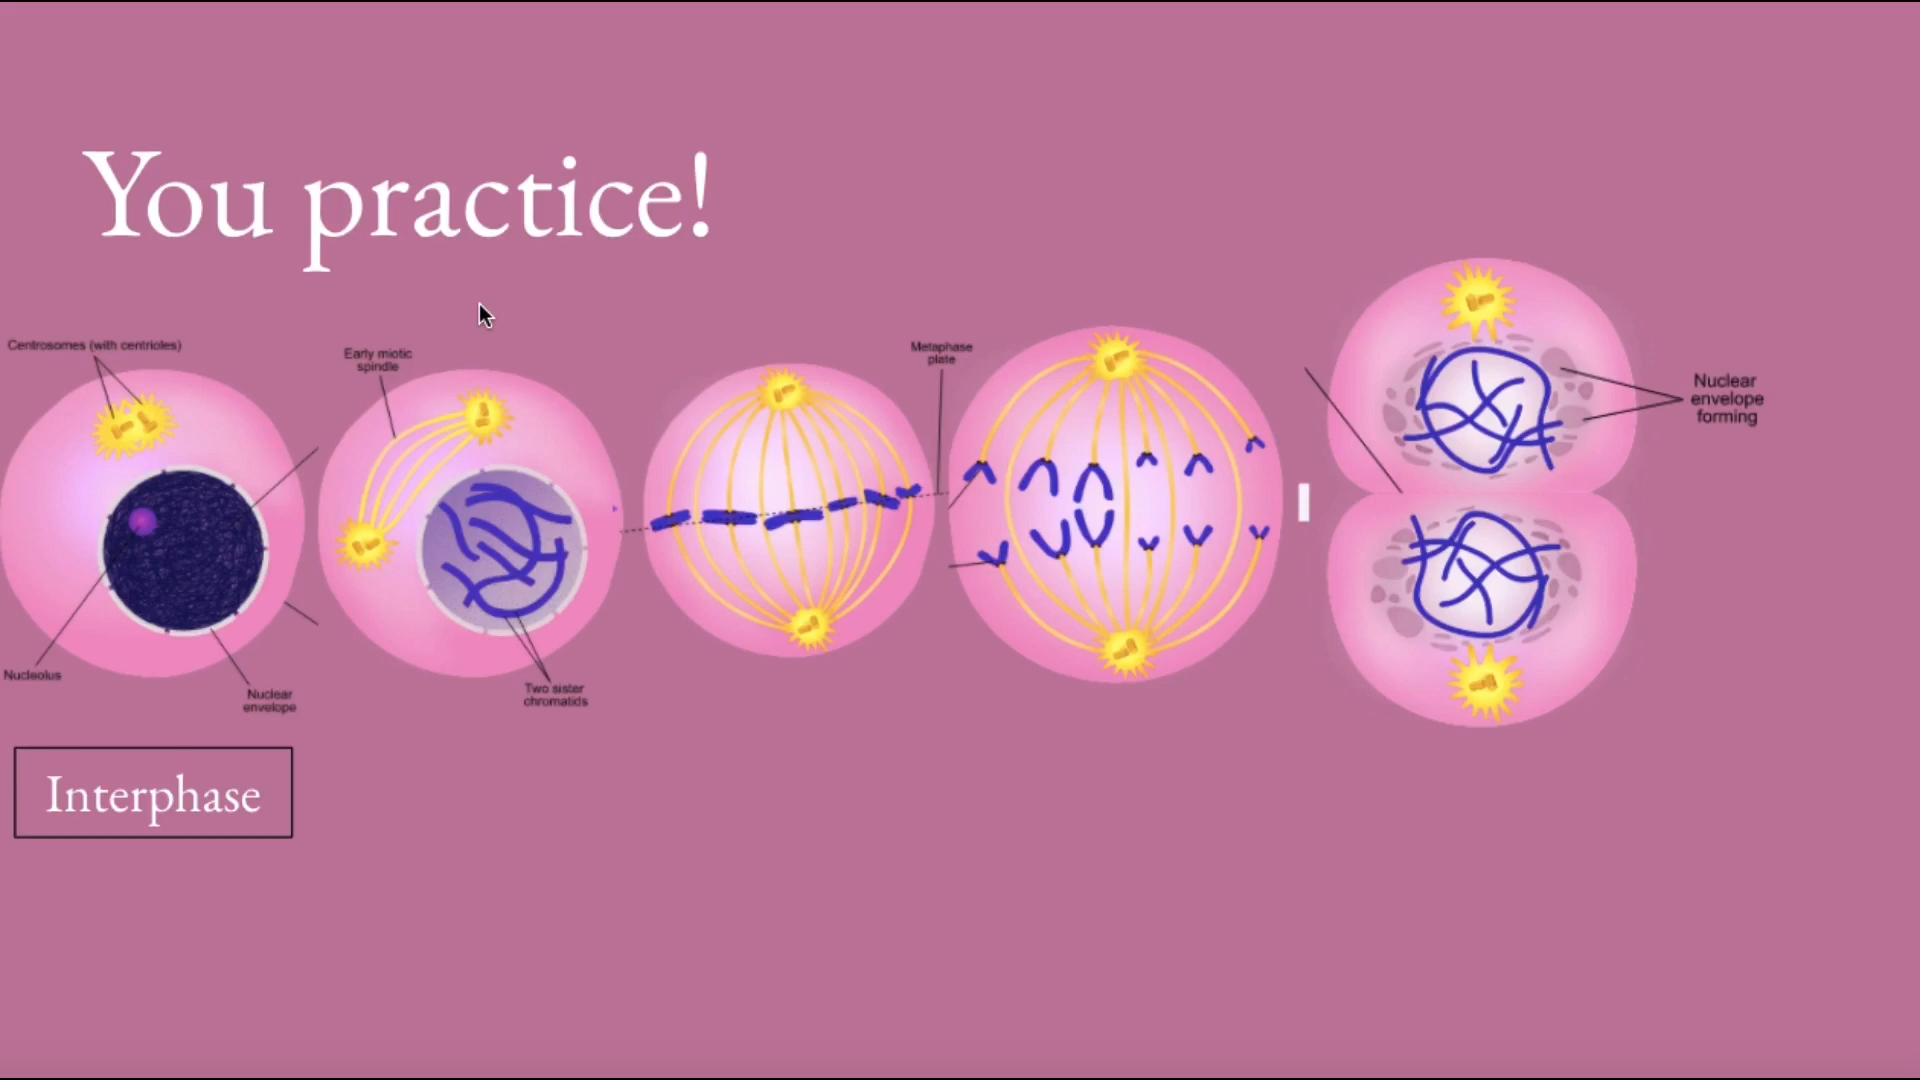 You practice!
Centrosomes (with centrioles)
Early miotic
spindle
Metaphase
plate
Nuclear
envelope
forming
Nucleolus
Nuclear
envelope
Two sister
chromatids
Interphase